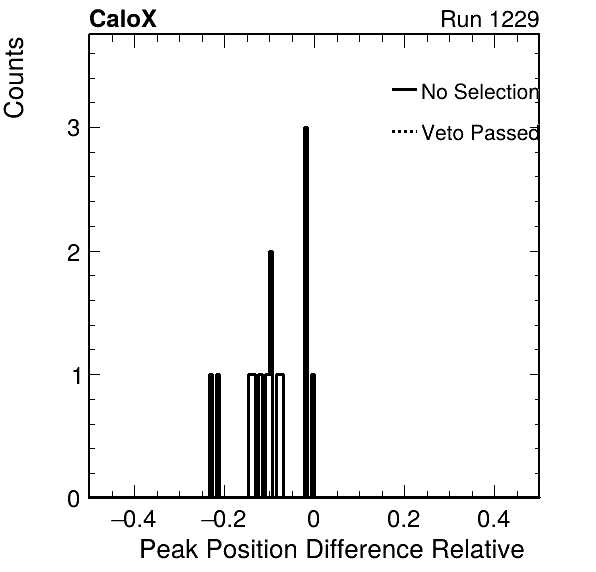 CaloX Run 1229
Counts
No Selection
Veto Passed
3
2
1
0
−0.4 −0.2 0 0.2 0.4
Peak Position Difference Relative